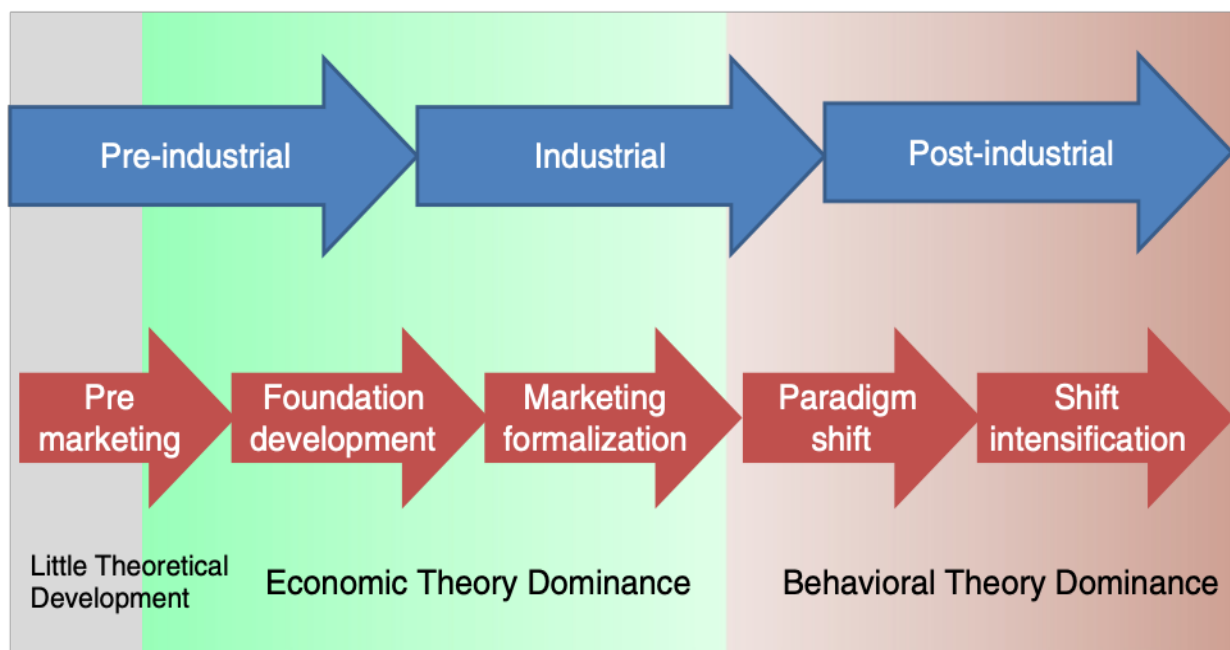 Pre-industrial
Industrial
Post-industrial
Pre
marketing
Foundation
development
Marketing
formalization
Paradigm
shift
Shift
intensification
Little Theoretical
Development
Economic Theory Dominance
Behavioral Theory Dominance